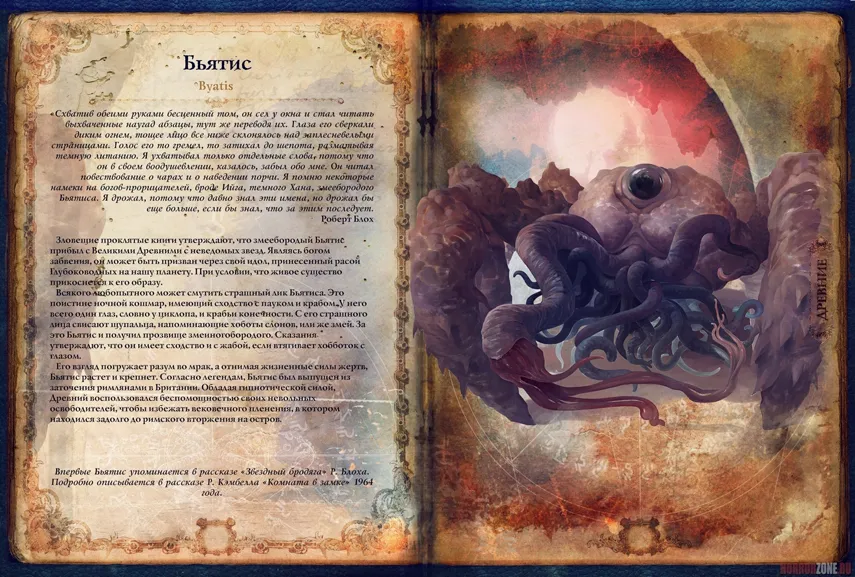 Бьятис
Byatis
«Схватив обеими руками бесценный том, он сел у окна и стал читать
выхваченные наугад абзацы, тут же переводя их. Глаза его сверкали
диким огнем, тощее лицо все ниже склонялось над заплесневелыми
страницами. Голос его то гремел, то затихал до шепота, разматывая
темную литанию. Я ухватывал только отдельные слова, потому что
он в своем воодушевлении, казалось, забыл обо мне. Он читал
повествование о чарах и о наведении порчи. Я помню некоторые
намеки на богов-прорицателей, вроде Ийга, темного Хана, змеебородого
Бьятиса. Я дрожал, потому что давно знал эти имена, но дрожал бы
еще больше, если бы знал, что за этим последует.
Роберт Блох
Зловещие проклятые книги утверждают, что змеебородый Бьятис
прибыл с Великими Древними с неведомых звезд. Являясь богом
забвения, он может быть призван через свой идол, принесенный расой
Глубоководных на нашу планету. При условии, что живое существо
прикоснется к его образу.
Всякого любопытного может смутить страшный лик Бьятиса. Это
поистине ночной кошмар, имеющий сходство с пауком и крабом. У него
всего один глаз, словно у циклопа, и крабьи конечности. С его страшного
лица свисают щупальца, напоминающие хоботы слонов, или же змей. За
это Бьятис и получил прозвище змеиногобородого. Сказания
утверждают, что он имеет сходство и с жабой, если втягивает хобботок с
глазом.
Его взгляд погружает разум во мрак, а отнимая жизненные силы жертв,
Бьятис растет и крепнет. Согласно легендам, Бьятис был выпущен из
заточения римлянами в Британии. Обладая гипнотической силой,
Древний воспользовался беспомощностью своих невольных
освободителей, чтобы избежать вековечного пленения, в котором
находился задолго до римского вторжения на остров.
Впервые Бьятис упоминается в рассказе «Звездный бродяга» Р. Блоха.
Подробно описывается в рассказе Р. Кэмбелла «Комната в замке» 1964
года.
ДРЕВНИЕ
HORRORZONE.RU